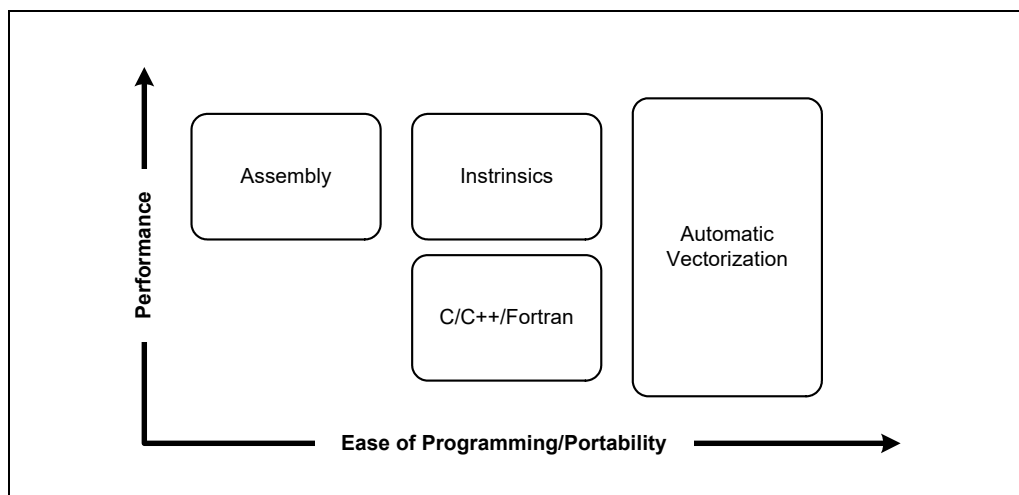 Performance
Assembly
Instrinsics
C/C++/Fortran
Automatic
Vectorization
Ease of Programming/Portability